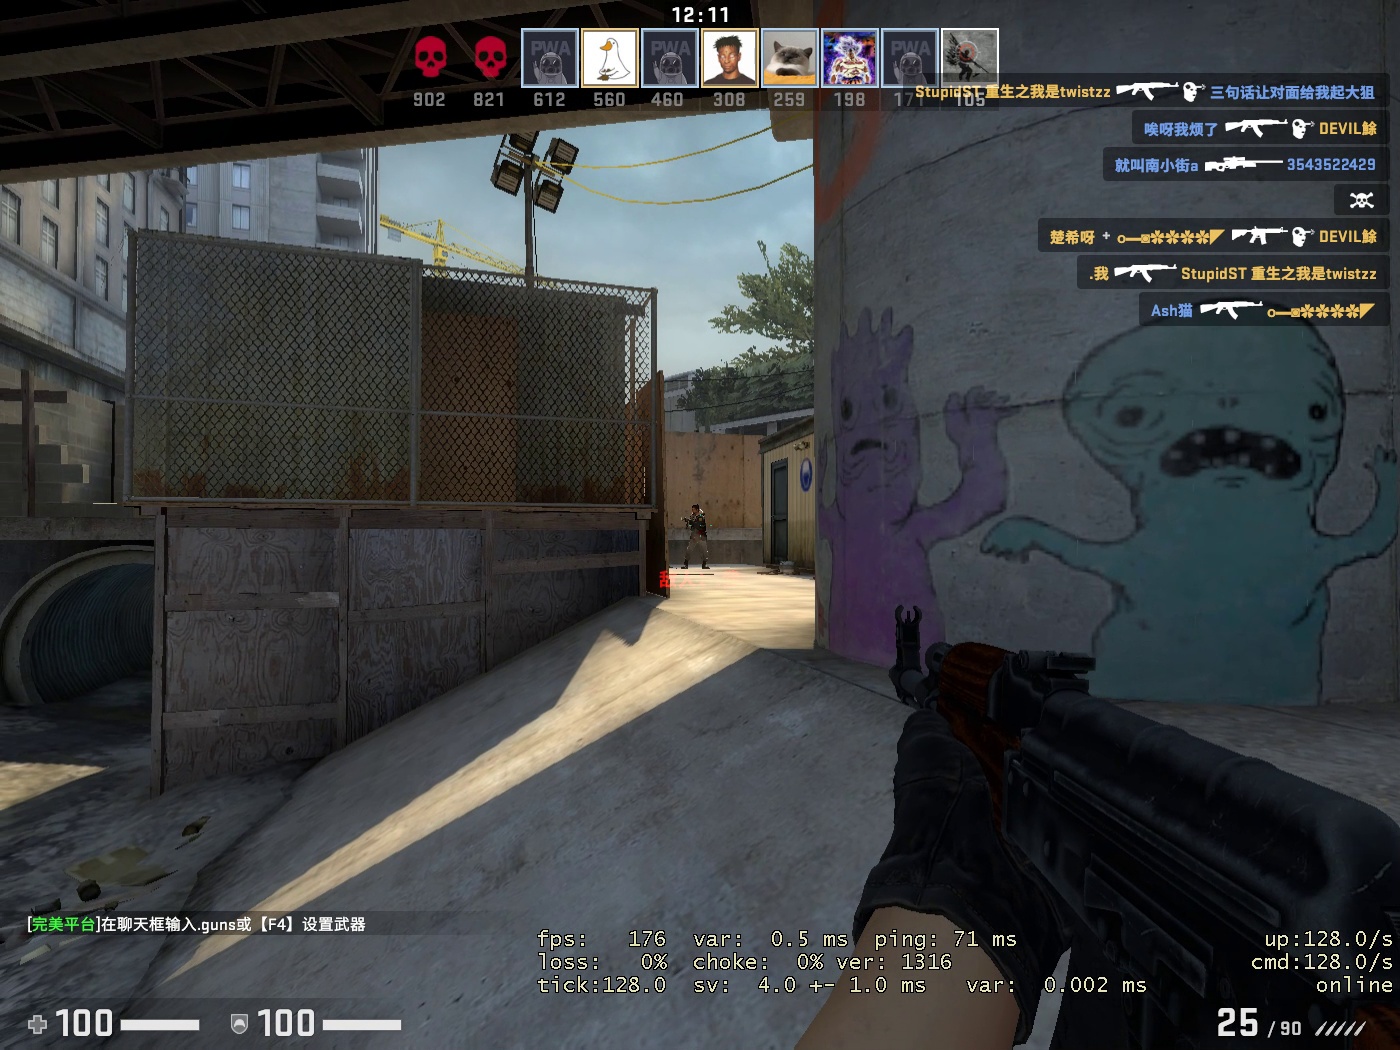 12:11
PWA PWA PWA
902 821 612 560 460 308 259 198 171 105
StupidST 重生之我是twistzz 三句话让对面给我起大狙
唉呀我烦了 DEVIL餘
就叫南小街a 3543522429
楚希呀 + o—◙✿✿✿✿◤ DEVIL餘
.我 StupidST 重生之我是twistzz
Ash猫 o—◙✿✿✿✿◤
[完美平台]在聊天框输入.guns或【F4】设置武器
fps: 176 var: 0.5 ms ping: 71 ms up:128.0/s
loss: 0% choke: 0% ver: 1316 cmd:128.0/s
tick:128.0 sv: 4.0 +- 1.0 ms var: 0.002 ms online
100 100 25 / 90